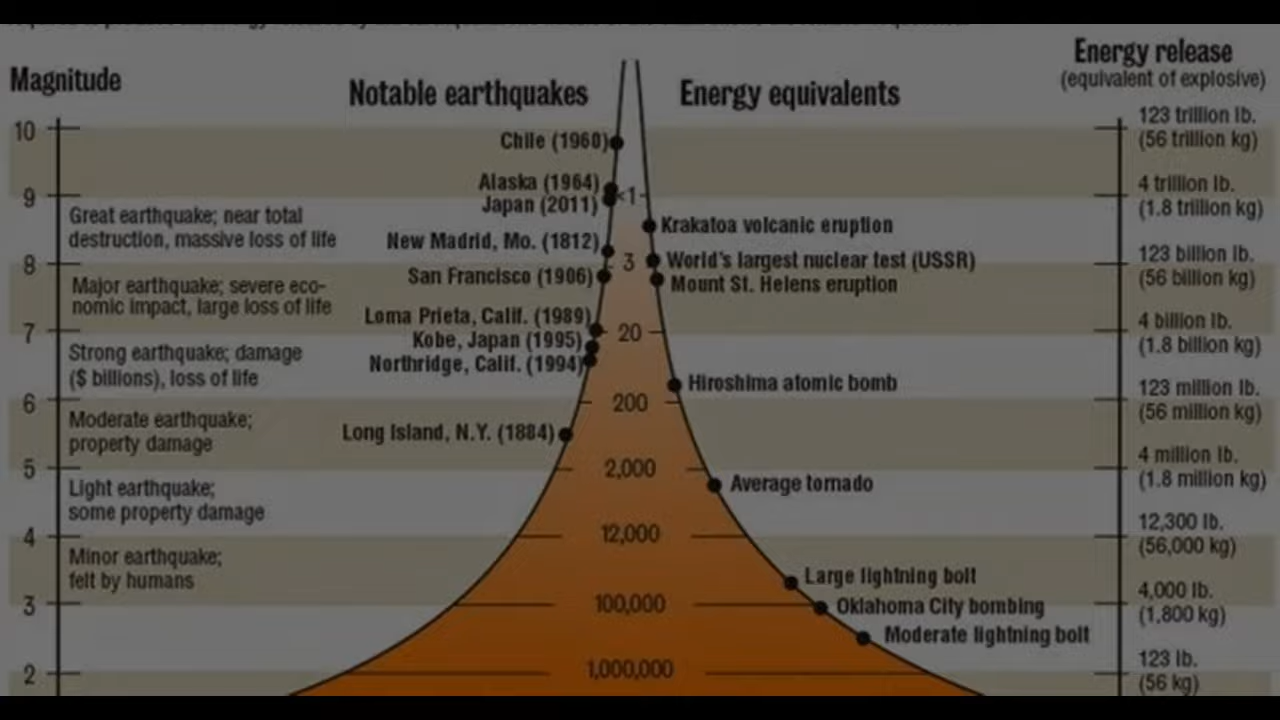 Magnitude
Notable earthquakes
Energy equivalents
Energy release
(equivalent of explosive)
10
9
8
7
6
5
4
3
2
Great earthquake; near total
destruction, massive loss of life
Major earthquake; severe eco-
nomic impact, large loss of life
Strong earthquake; damage
($ billions), loss of life
Moderate earthquake;
property damage
Light earthquake;
some property damage
Minor earthquake;
felt by humans
Chile (1960)
Alaska (1964)
Japan (2011)
New Madrid, Mo. (1812)
San Francisco (1906)
Loma Prieta, Calif. (1989)
Kobe, Japan (1995)
Northridge, Calif. (1994)
Long Island, N.Y. (1884)
<1
3
20
200
2,000
12,000
100,000
1,000,000
Krakatoa volcanic eruption
World's largest nuclear test (USSR)
Mount St. Helens eruption
Hiroshima atomic bomb
Average tornado
Large lightning bolt
Oklahoma City bombing
Moderate lightning bolt
123 trillion lb.
(56 trillion kg)
4 trillion lb.
(1.8 trillion kg)
123 billion lb.
(56 billion kg)
4 billion lb.
(1.8 billion kg)
123 million lb.
(56 million kg)
4 million lb.
(1.8 million kg)
12,300 lb.
(56,000 kg)
4,000 lb.
(1,800 kg)
123 lb.
(56 kg)